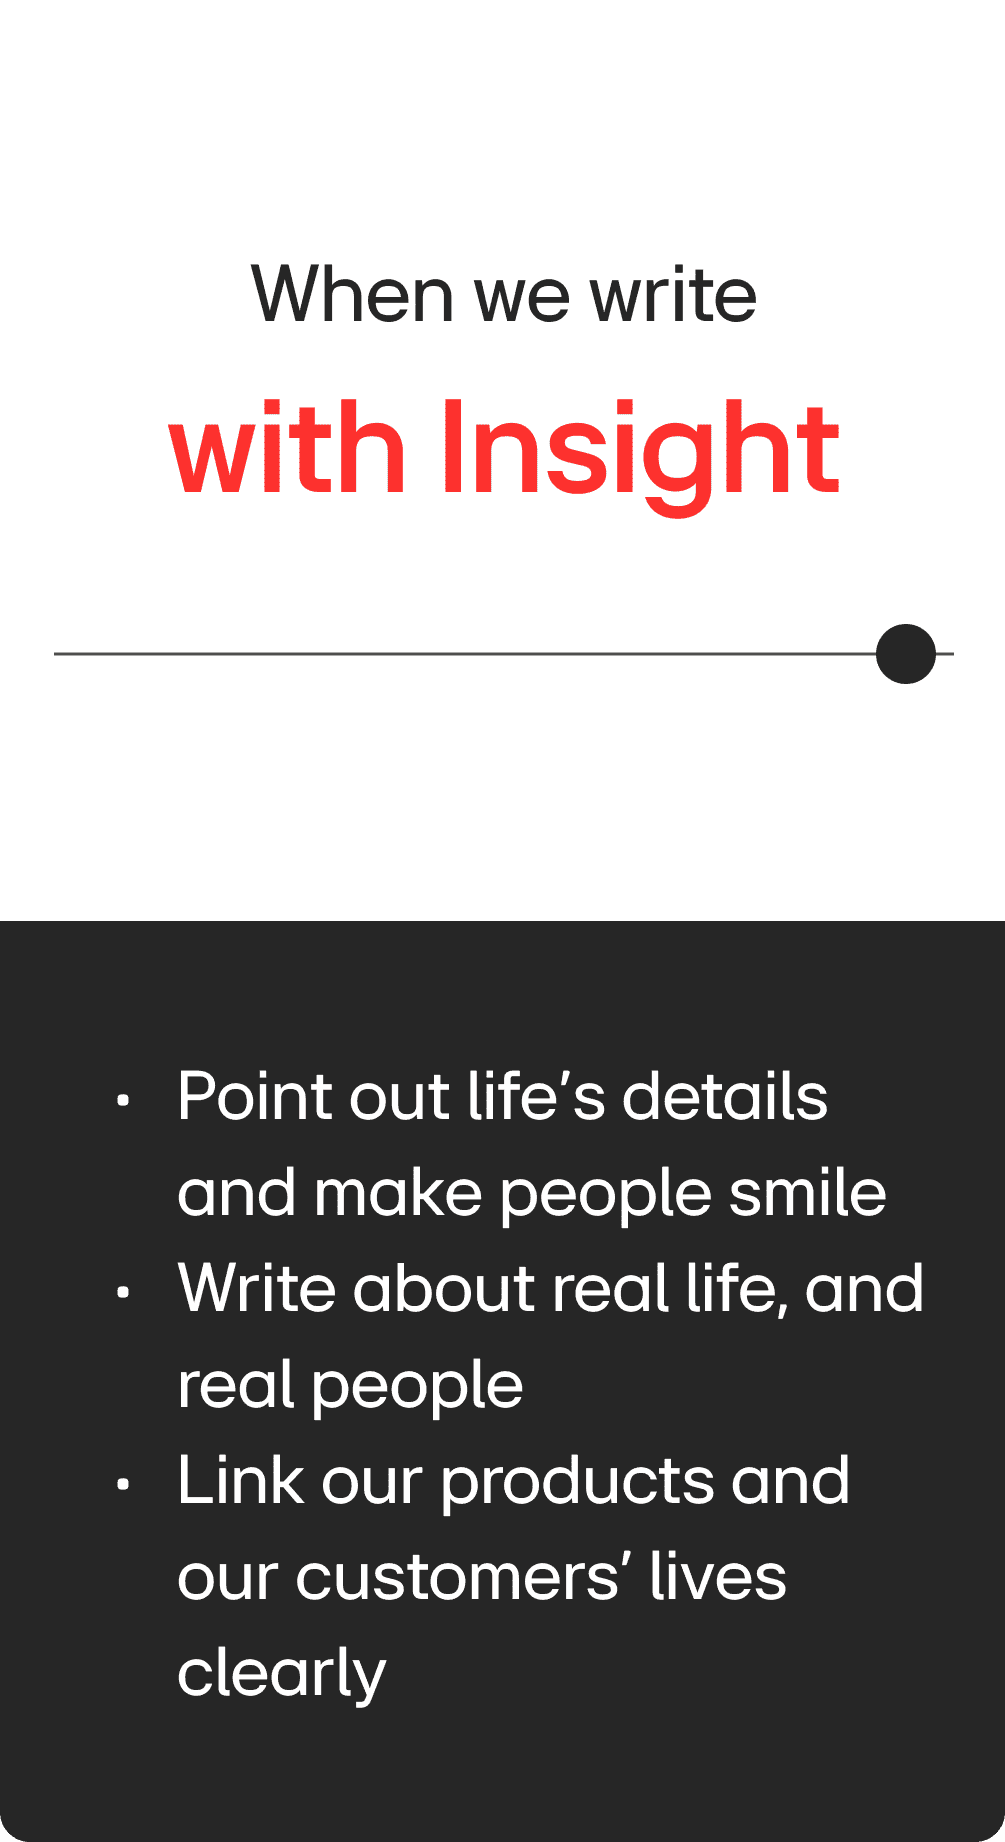 When we write
with Insight
· Point out life’s details
and make people smile
· Write about real life, and
real people
· Link our products and
our customers’ lives
clearly